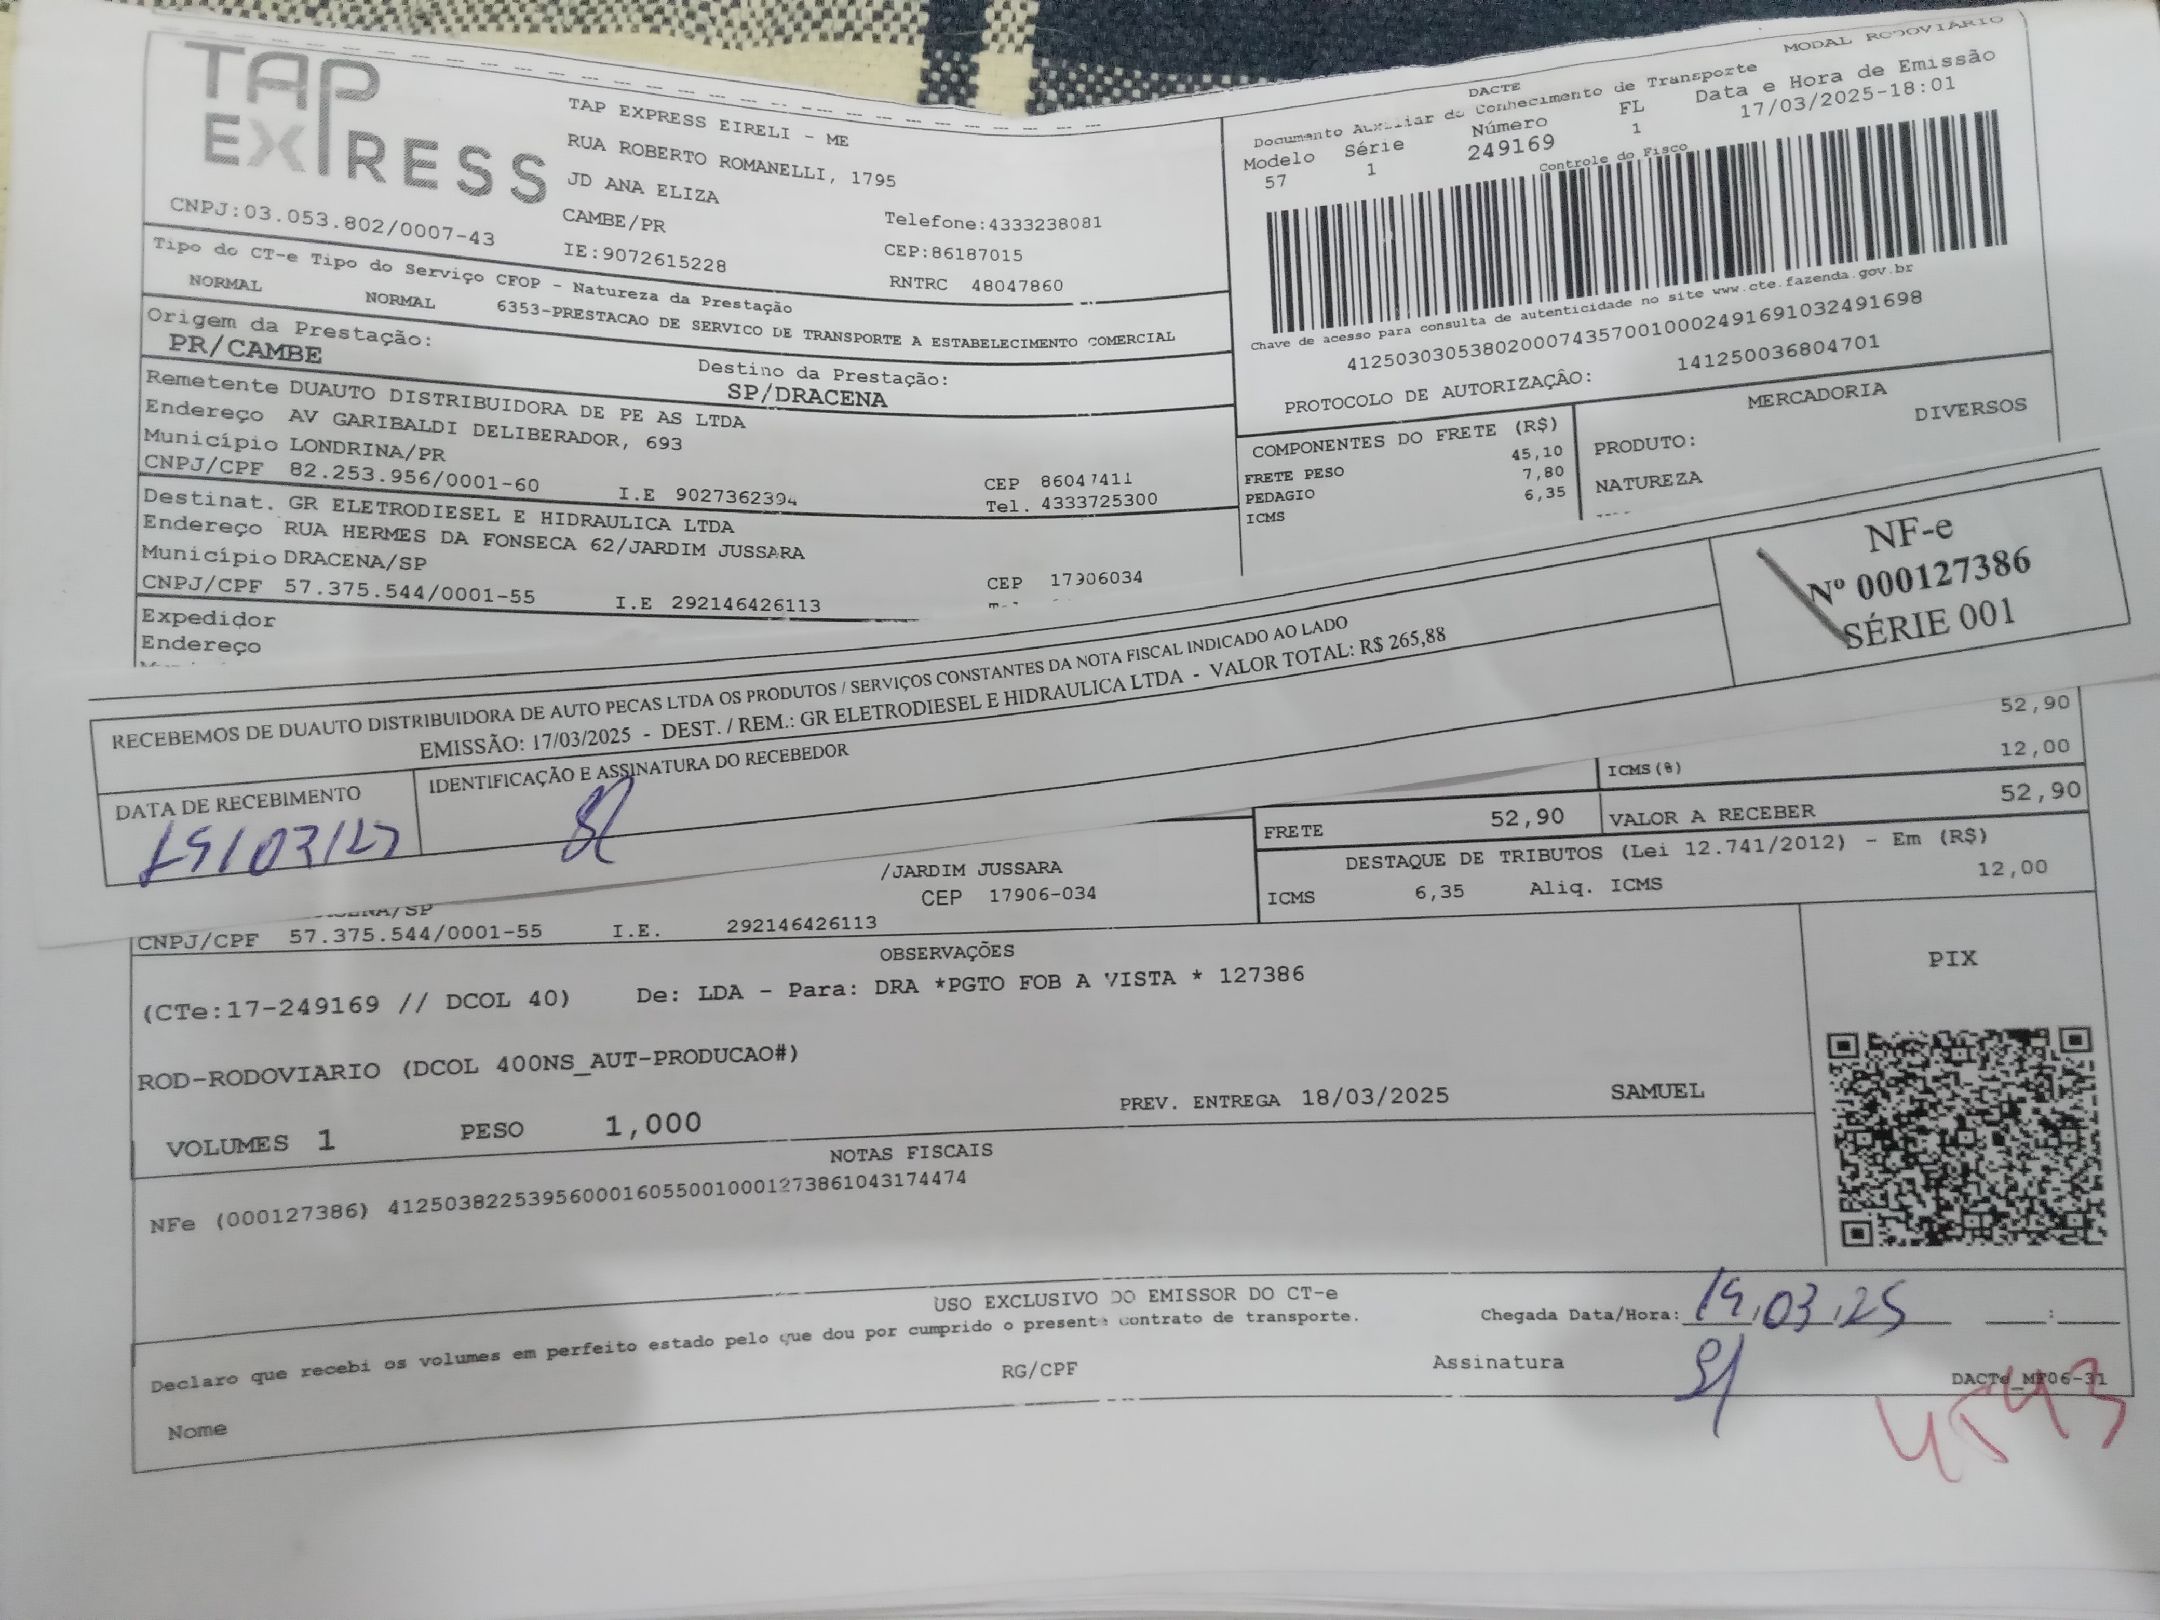 TAP EXPRESS
TAP EXPRESS EIRELI - ME
RUA ROBERTO ROMANELLI, 1795
JD ANA ELIZA
CAMBE/PR
Telefone:4333238081
CNPJ:03.053.802/0007-43
IE:9072615228
CEP:86187015
RNTRC 48047860
Tipo do CT-e Tipo do Serviço CFOP - Natureza da Prestação
NORMAL NORMAL 6353-PRESTACAO DE SERVICO DE TRANSPORTE A ESTABELECIMENTO COMERCIAL
Origem da Prestação:
PR/CAMBE
Destino da Prestação:
SP/DRACENA
Remetente DUAUTO DISTRIBUIDORA DE PE AS LTDA
Endereço AV GARIBALDI DELIBERADOR, 693
Município LONDRINA/PR
CEP 86047411
CNPJ/CPF 82.253.956/0001-60 I.E 9027362394 Tel. 4333725300
Destinat. GR ELETRODIESEL E HIDRAULICA LTDA
Endereço RUA HERMES DA FONSECA 62/JARDIM JUSSARA
Município DRACENA/SP
CEP 17906034
CNPJ/CPF 57.375.544/0001-55 I.E 292146426113
Expedidor
Endereço
MODAL RODOVIÁRIO
DACTE
Documento Auxiliar do Conhecimento de Transporte
Modelo Série Número FL Data e Hora de Emissão
57 1 249169 1 17/03/2025-18:01
Controle do Fisco
Chave de acesso para consulta de autenticidade no site www.cte.fazenda.gov.br
41250303053802000743570010002491691032491698
PROTOCOLO DE AUTORIZAÇÃO: 141250036804701
COMPONENTES DO FRETE (R$)
FRETE PESO 45,10
PEDAGIO 7,80
ICMS 6,35
MERCADORIA
PRODUTO: DIVERSOS
NATUREZA
RECEBEMOS DE DUAUTO DISTRIBUIDORA DE AUTO PECAS LTDA OS PRODUTOS / SERVIÇOS CONSTANTES DA NOTA FISCAL INDICADO AO LADO
EMISSÃO: 17/03/2025 - DEST. / REM.: GR ELETRODIESEL E HIDRAULICA LTDA - VALOR TOTAL: R$ 265,88
NF-e
Nº 000127386
SÉRIE 001
DATA DE RECEBIMENTO
IDENTIFICAÇÃO E ASSINATURA DO RECEBEDOR
52,90
ICMS(%) 12,00
FRETE 52,90 VALOR A RECEBER 52,90
DESTAQUE DE TRIBUTOS (Lei 12.741/2012) - Em (R$)
ICMS 6,35 Aliq. ICMS 12,00
/JARDIM JUSSARA
CEP 17906-034
CNPJ/CPF 57.375.544/0001-55 I.E. 292146426113
OBSERVAÇÕES
(CTe:17-249169 // DCOL 40) De: LDA - Para: DRA *PGTO FOB A VISTA * 127386
ROD-RODOVIARIO (DCOL 400NS_AUT-PRODUCAO#)
PREV. ENTREGA 18/03/2025 SAMUEL
VOLUMES 1 PESO 1,000
PIX
NOTAS FISCAIS
NFe (000127386) 41250382253956000160550010001273861043174474
USO EXCLUSIVO DO EMISSOR DO CT-e
Declaro que recebi os volumes em perfeito estado pelo que dou por cumprido o presente contrato de transporte.
Chegada Data/Hora: 19.03.25 :
Nome RG/CPF Assinatura
DACTe_MP06-31
4543